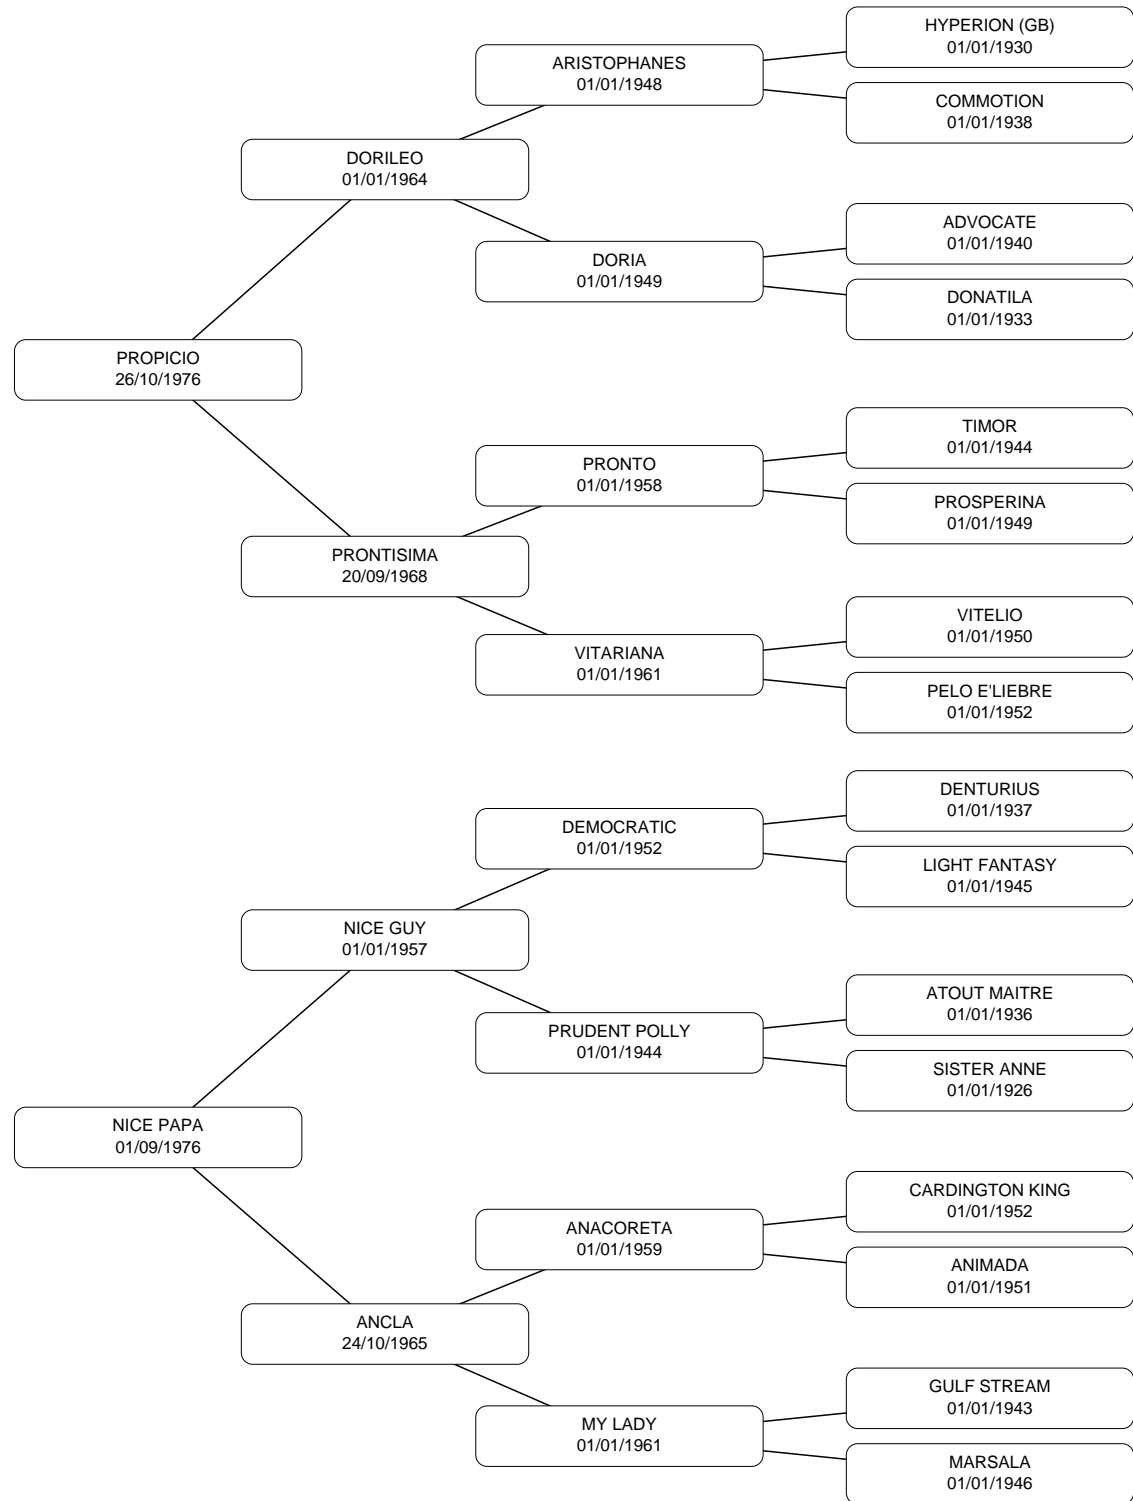 HYPERION (GB)
01/01/1930
ARISTOPHANES
01/01/1948
COMMOTION
01/01/1938
DORILEO
01/01/1964
ADVOCATE
01/01/1940
DORIA
01/01/1949
DONATILA
01/01/1933
PROPICIO
26/10/1976
TIMOR
01/01/1944
PRONTO
01/01/1958
PROSPERINA
01/01/1949
PRONTISIMA
20/09/1968
VITELIO
01/01/1950
VITARIANA
01/01/1961
PELO E'LIEBRE
01/01/1952
DENTURIUS
01/01/1937
DEMOCRATIC
01/01/1952
LIGHT FANTASY
01/01/1945
NICE GUY
01/01/1957
ATOUT MAITRE
01/01/1936
PRUDENT POLLY
01/01/1944
SISTER ANNE
01/01/1926
NICE PAPA
01/09/1976
CARDINGTON KING
01/01/1952
ANACORETA
01/01/1959
ANIMADA
01/01/1951
ANCLA
24/10/1965
GULF STREAM
01/01/1943
MY LADY
01/01/1961
MARSALA
01/01/1946